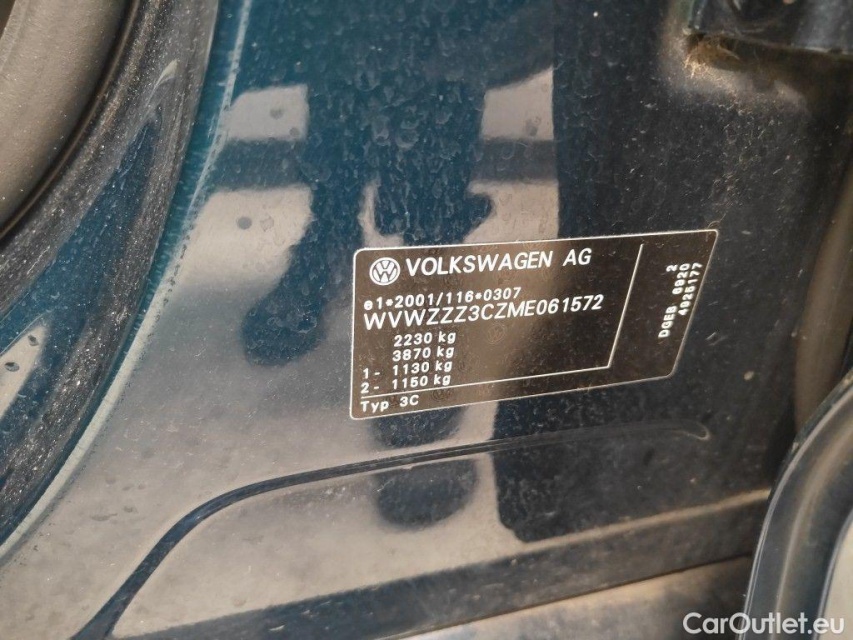 VOLKSWAGEN AG
e1*2001/116*0307
WVWZZZ3CZME061572
2230 kg
3870 kg
1- 1130 kg
2- 1150 kg
Typ 3C
2
6920
DGEB 4925177
CarOutlet.eu